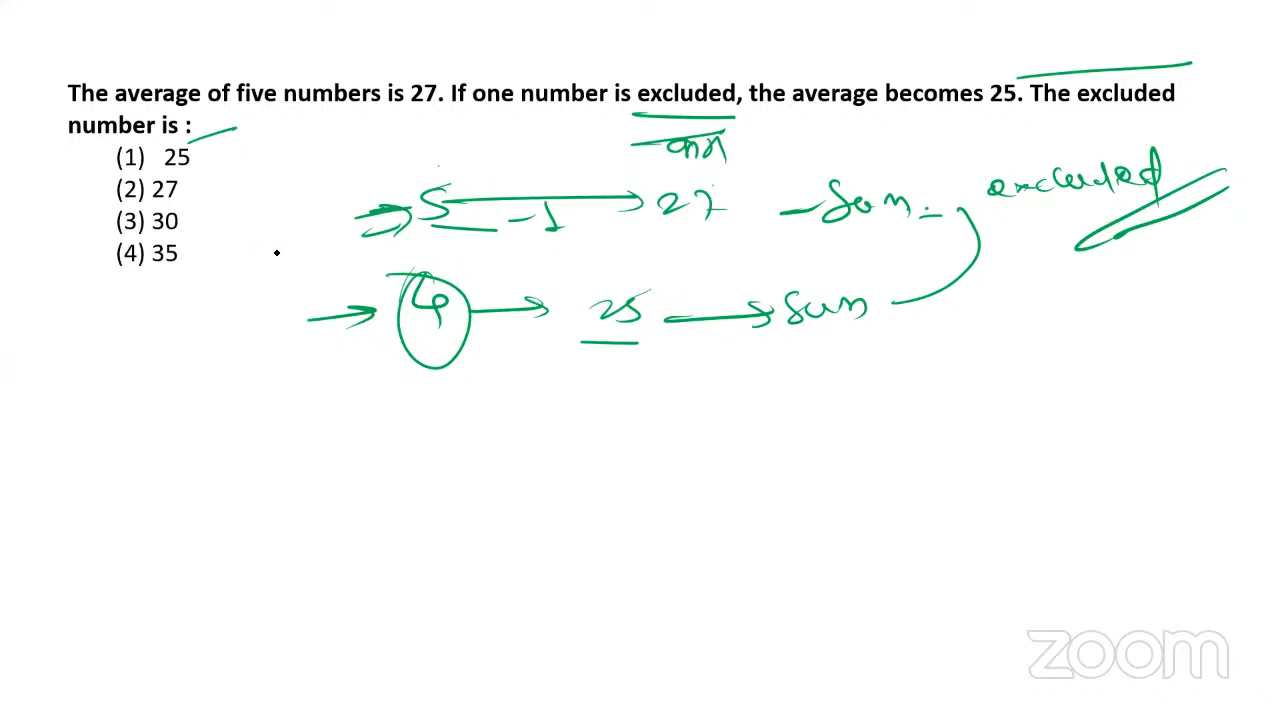 The average of five numbers is 27. If one number is excluded, the average becomes 25. The excluded
number is :
(1) 25
(2) 27
(3) 30
(4) 35
5 -1 27 - Sum = excluded
4 25 Sum
zoom